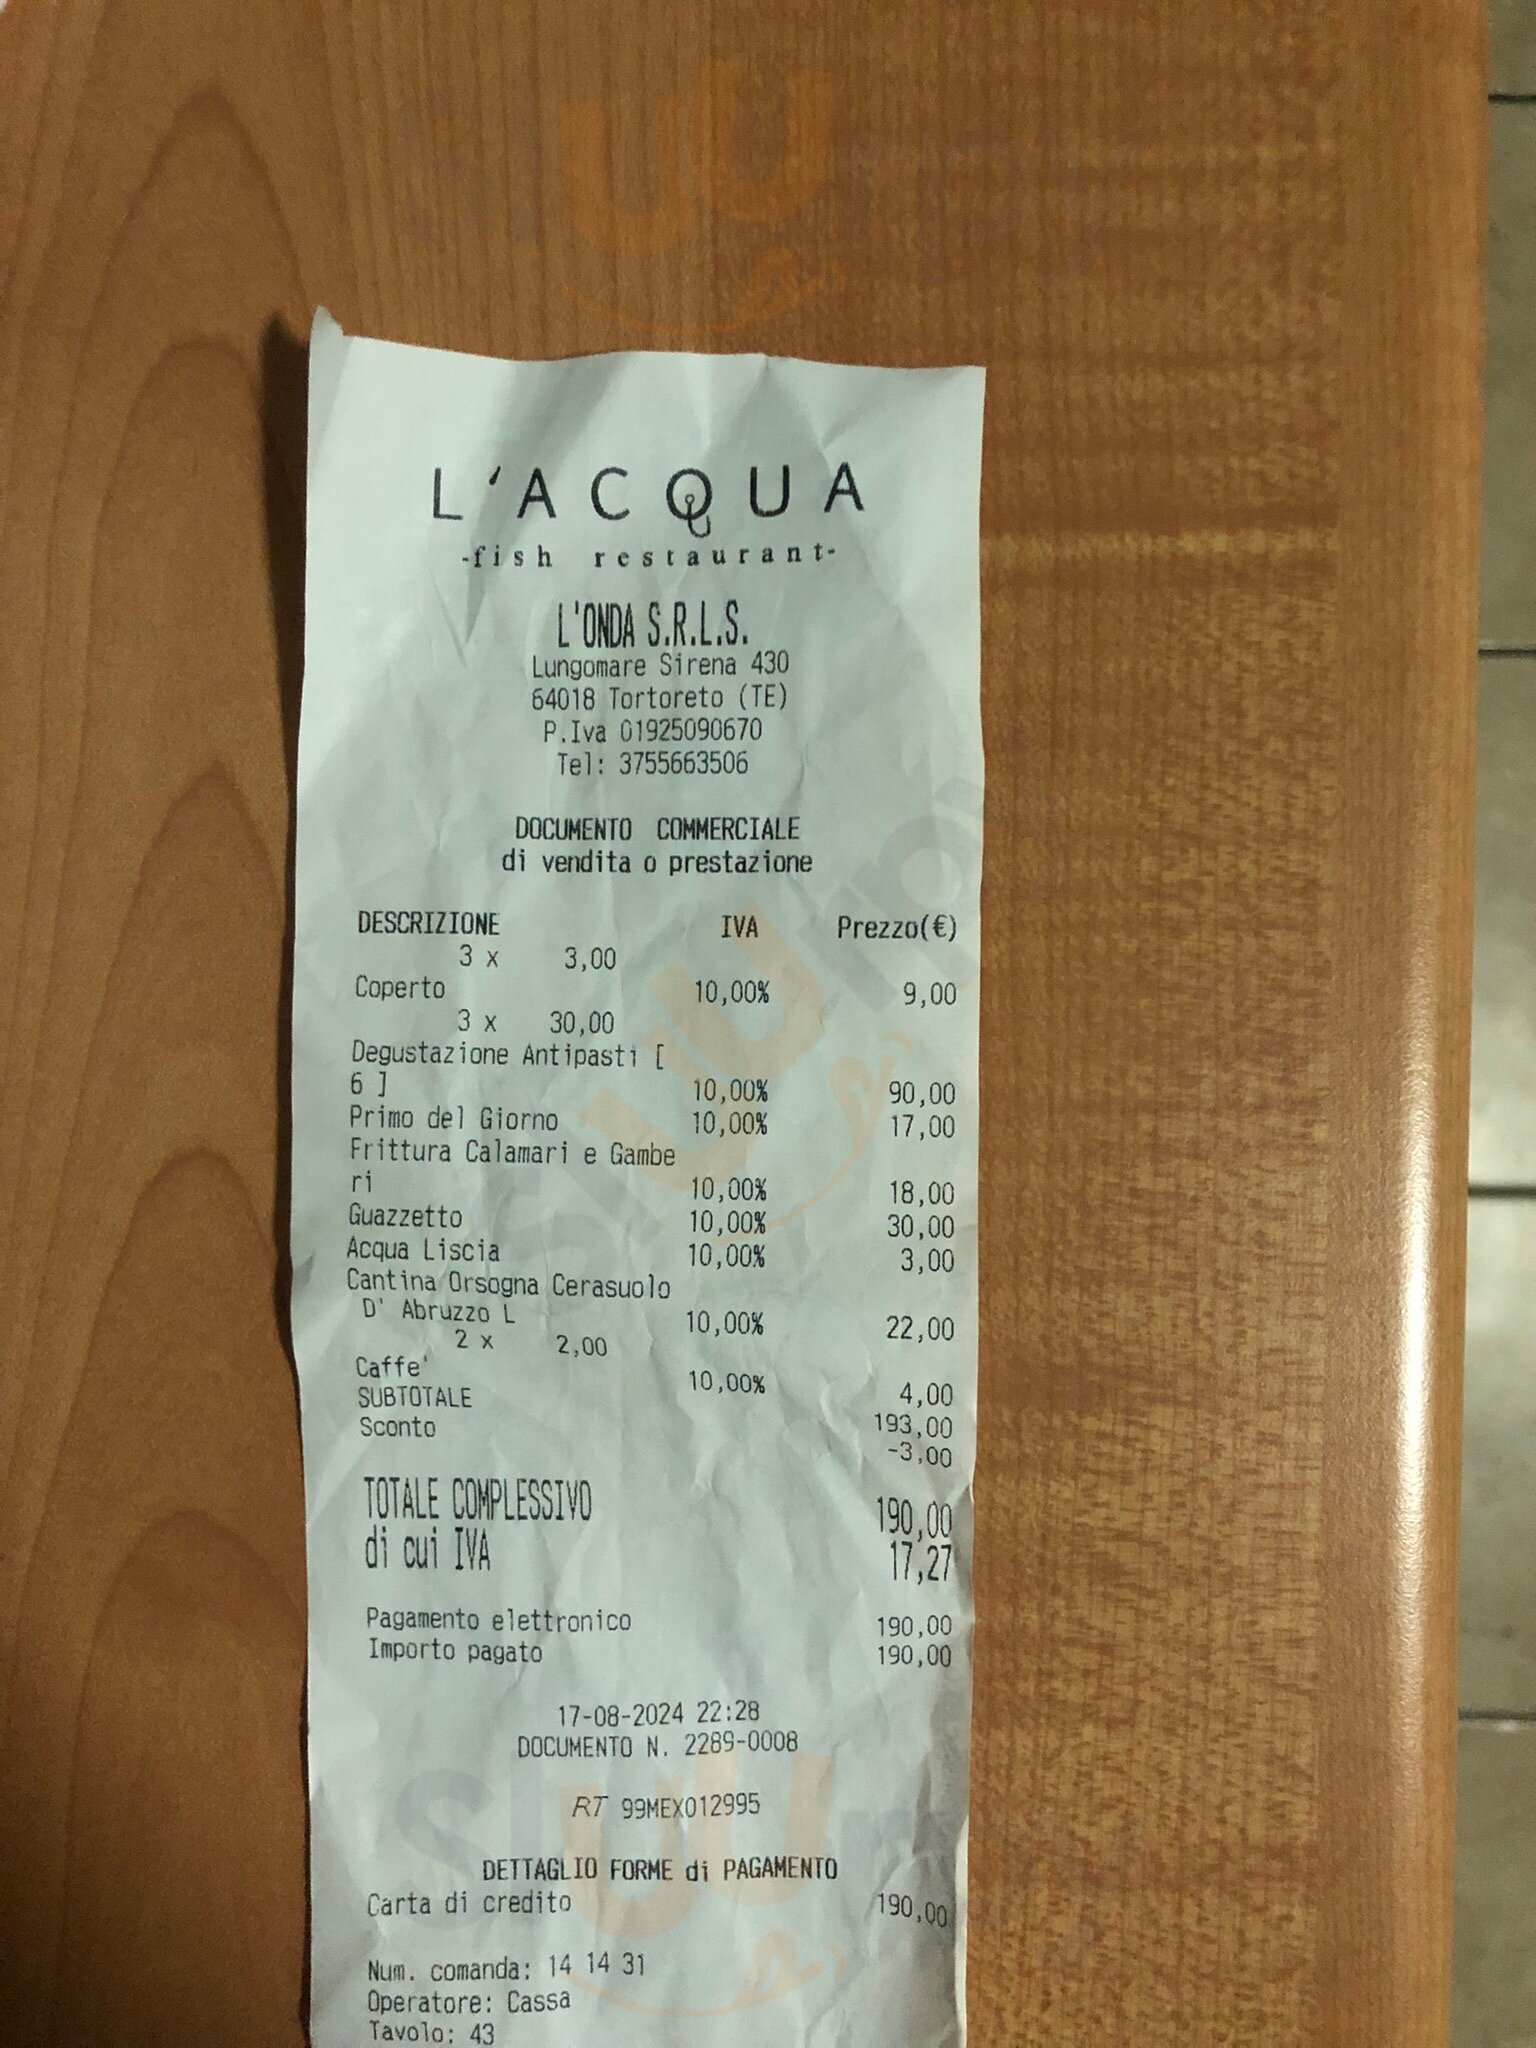 L'ACQUA
-fish restaurant-
L'ONDA S.R.L.S.
Lungomare Sirena 430
64018 Tortoreto (TE)
P.Iva 01925090670
Tel: 3755663506
DOCUMENTO COMMERCIALE
di vendita o prestazione
DESCRIZIONE IVA Prezzo(€)
3 x 3,00
Coperto 10,00% 9,00
3 x 30,00
Degustazione Antipasti [
6 ] 10,00% 90,00
Primo del Giorno 10,00% 17,00
Frittura Calamari e Gambe
ri 10,00% 18,00
Guazzetto 10,00% 30,00
Acqua Liscia 10,00% 3,00
Cantina Orsogna Cerasuolo
D' Abruzzo L 10,00% 22,00
2 x 2,00
Caffe' 10,00% 4,00
SUBTOTALE 193,00
Sconto -3,00
TOTALE COMPLESSIVO 190,00
di cui IVA 17,27
Pagamento elettronico 190,00
Importo pagato 190,00
17-08-2024 22:28
DOCUMENTO N. 2289-0008
RT 99MEX012995
DETTAGLIO FORME di PAGAMENTO
Carta di credito 190,00
Num. comanda: 14 14 31
Operatore: Cassa
Tavolo: 43